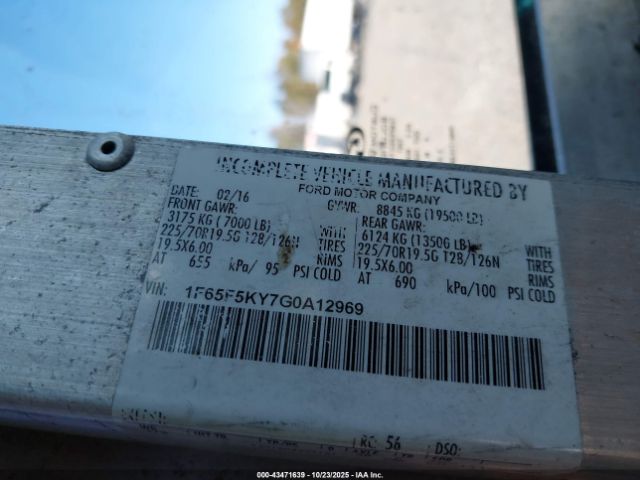 INCOMPLETE VEHICLE MANUFACTURED BY
FORD MOTOR COMPANY
DATE: 02/16 GVWR: 8845 KG (19500 LB)
FRONT GAWR: REAR GAWR:
3175 KG (7000 LB) WITH 6124 KG (13500 LB) WITH
225/70R19.5G 128/126N TIRES 225/70R19.5G 128/126N TIRES
19.5X6.00 RIMS 19.5X6.00 RIMS
AT 655 kPa/ 95 PSI COLD AT 690 kPa/100 PSI COLD
VIN: 1F65F5KY7G0A12969
RC: 56 DSO:
000-43471639 - 10/23/2025 - IAAI.com